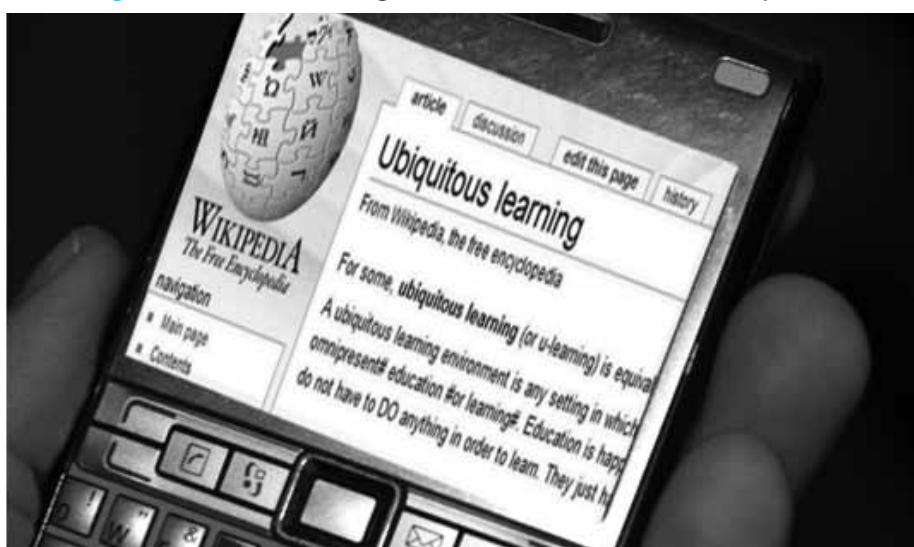 article
discussion
edit this page
history
Ubiquitous learning
From Wikipedia, the free encyclopedia
For some, ubiquitous learning (or u-learning) is
A ubiquitous learning environment is any setting in which
omnipresent# education #or learning#. Education is
do not have to DO anything in order to learn. They just
WIKIPEDIA
The Free Encyclopedia
navigation
Main page
Contents
Ω W
И
W